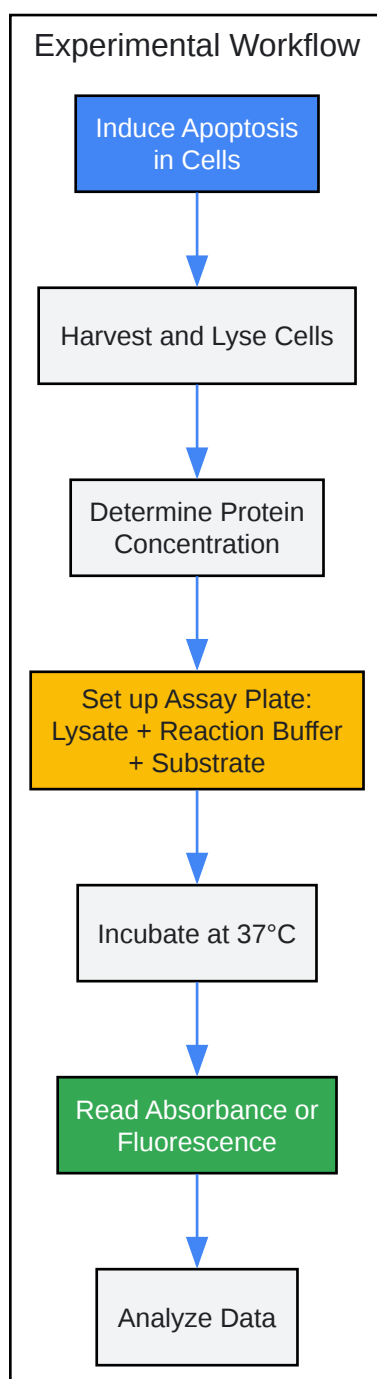 Experimental Workflow
Induce Apoptosis
in Cells
Harvest and Lyse Cells
Determine Protein
Concentration
Set up Assay Plate:
Lysate + Reaction Buffer
+ Substrate
Incubate at 37°C
Read Absorbance or
Fluorescence
Analyze Data